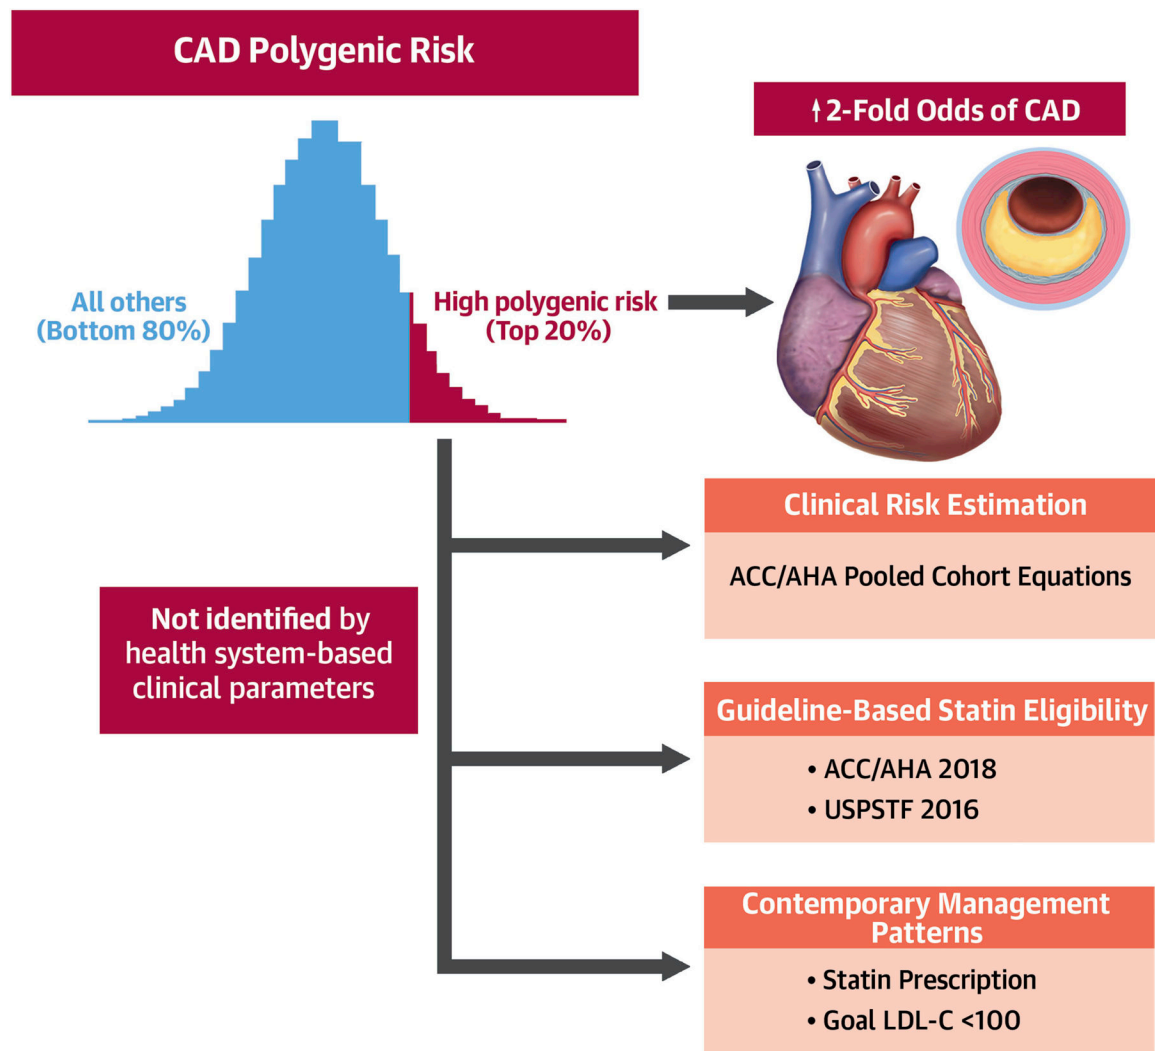 CAD Polygenic Risk
↑2-Fold Odds of CAD
All others
(Bottom 80%)
High polygenic risk
(Top 20%)
Not identified by
health system-based
clinical parameters
Clinical Risk Estimation
ACC/AHA Pooled Cohort Equations
Guideline-Based Statin Eligibility
• ACC/AHA 2018
• USPSTF 2016
Contemporary Management
Patterns
• Statin Prescription
• Goal LDL-C <100